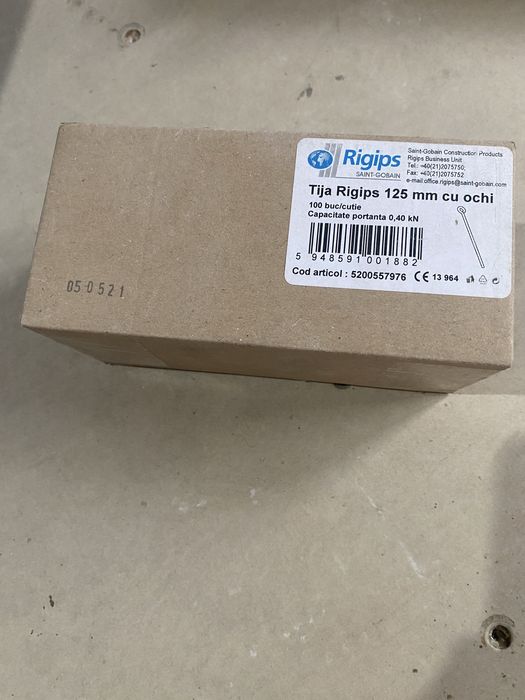 Rigips
SAINT-GOBAIN
Saint-Gobain Construction Products
Rigips Business Unit
Tel.: +40(21)2075750;
Fax: +40(21)2075752
e-mail:office.rigips@saint-gobain.com
Tija Rigips 125 mm cu ochi
100 buc/cutie
Capacitate portanta 0,40 kN
5 948591 001882
Cod articol : 5200557976 CE 13 964
050521